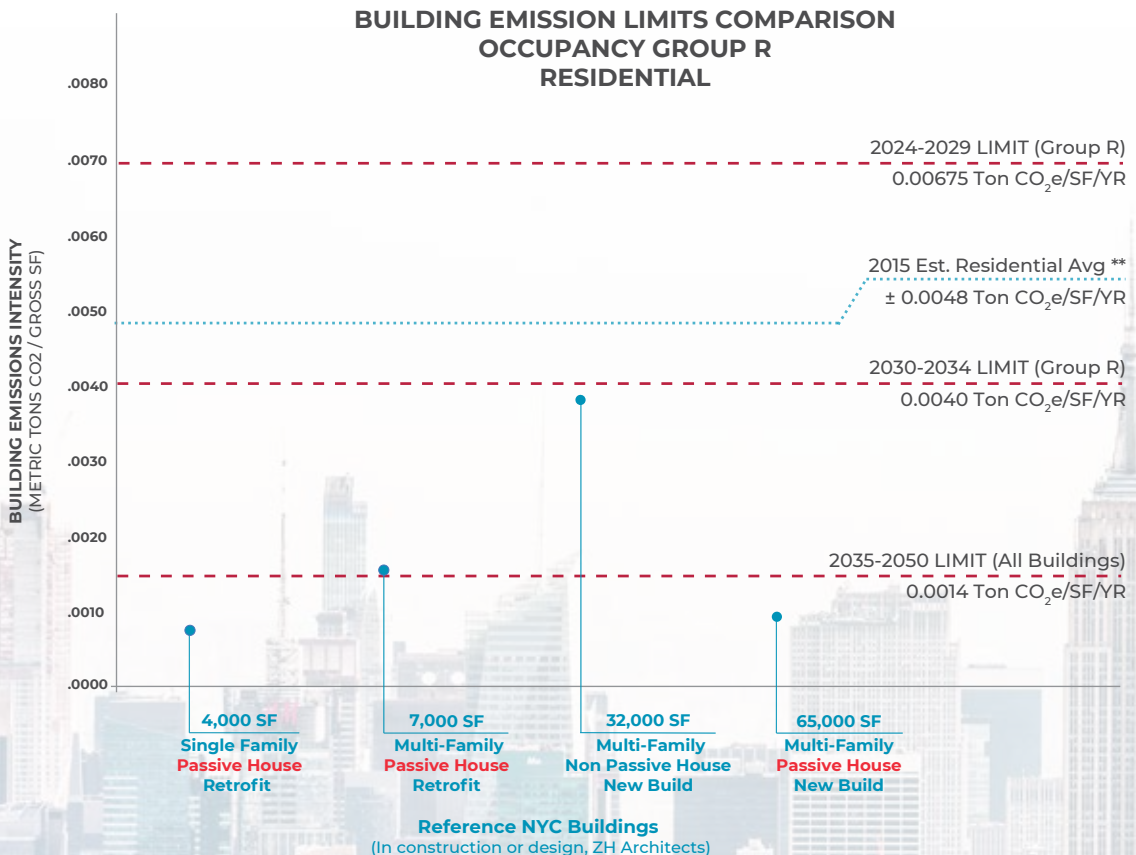 BUILDING EMISSION LIMITS COMPARISON
OCCUPANCY GROUP R
RESIDENTIAL
BUILDING EMISSIONS INTENSITY
(METRIC TONS CO2 / GROSS SF)
.0080
.0070
.0060
.0050
.0040
.0030
.0020
.0010
.0000
2024-2029 LIMIT (Group R)
0.00675 Ton CO₂e/SF/YR
2015 Est. Residential Avg **
± 0.0048 Ton CO₂e/SF/YR
2030-2034 LIMIT (Group R)
0.0040 Ton CO₂e/SF/YR
2035-2050 LIMIT (All Buildings)
0.0014 Ton CO₂e/SF/YR
4,000 SF
Single Family
Passive House
Retrofit
7,000 SF
Multi-Family
Passive House
Retrofit
32,000 SF
Multi-Family
Non Passive House
New Build
65,000 SF
Multi-Family
Passive House
New Build
Reference NYC Buildings
(In construction or design, ZH Architects)